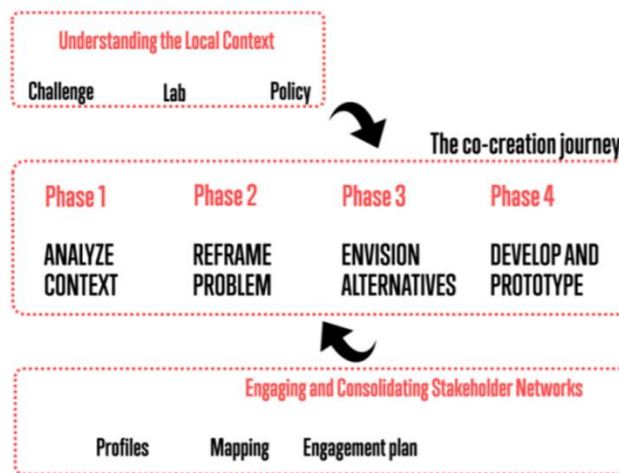 Understanding the Local Context
Challenge Lab Policy
The co-creation journey
Phase 1 Phase 2 Phase 3 Phase 4
ANALYZE REFRAME ENVISION DEVELOP AND
CONTEXT PROBLEM ALTERNATIVES PROTOTYPE
Engaging and Consolidating Stakeholder Networks
Profiles Mapping Engagement plan